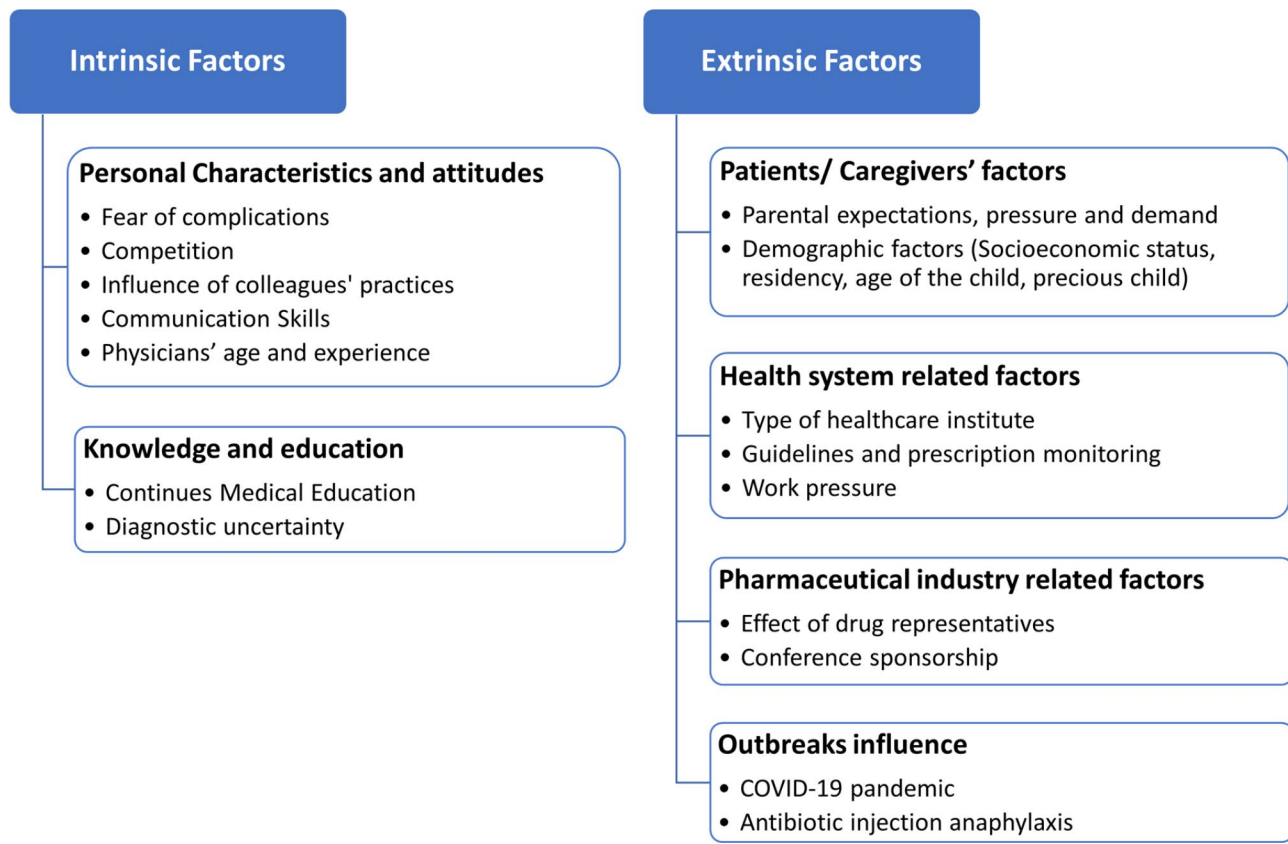 Intrinsic Factors
Personal Characteristics and attitudes
• Fear of complications
• Competition
• Influence of colleagues' practices
• Communication Skills
• Physicians’ age and experience
Knowledge and education
• Continues Medical Education
• Diagnostic uncertainty
Extrinsic Factors
Patients/ Caregivers’ factors
• Parental expectations, pressure and demand
• Demographic factors (Socioeconomic status,
residency, age of the child, precious child)
Health system related factors
• Type of healthcare institute
• Guidelines and prescription monitoring
• Work pressure
Pharmaceutical industry related factors
• Effect of drug representatives
• Conference sponsorship
Outbreaks influence
• COVID-19 pandemic
• Antibiotic injection anaphylaxis